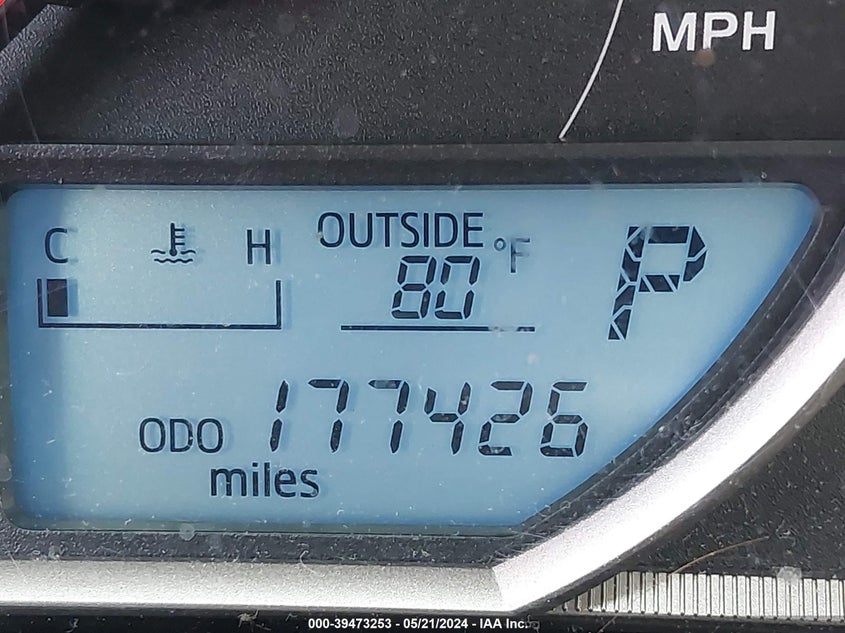 MPH
C H OUTSIDE °F
80
P
ODO 177426
miles
000-39473253 - 05/21/2024 - IAA Inc.